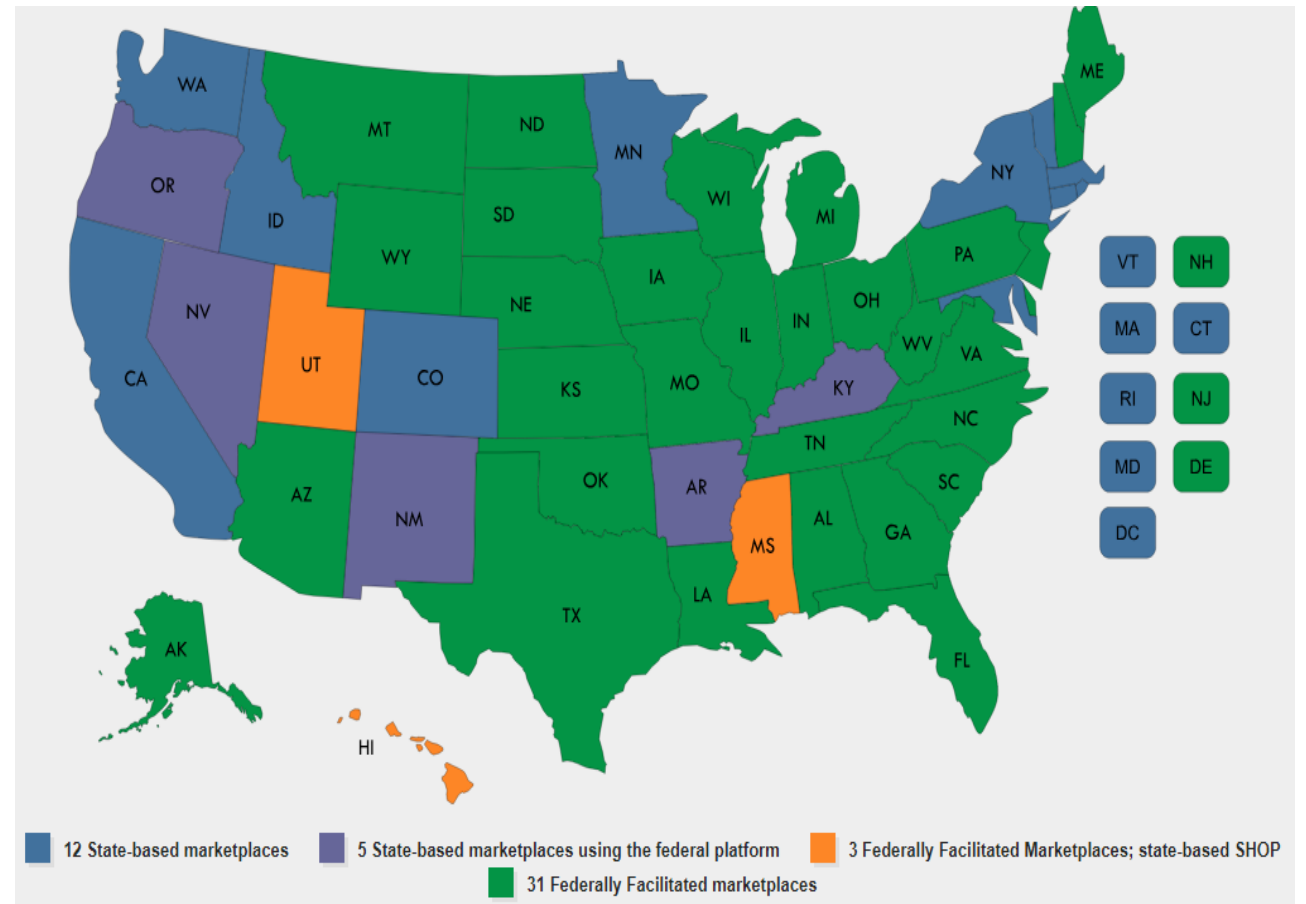 WA
MT
ND
MN
ME
OR
ID
SD
WI
MI
NY
WY
NV
NE
IA
PA
VT
NH
CA
UT
CO
IL
IN
OH
WV
VA
MA
CT
KS
MO
KY
NC
RI
NJ
AZ
NM
OK
AR
TN
SC
MD
DE
TX
LA
MS
AL
GA
DC
AK
FL
HI
12 State-based marketplaces
5 State-based marketplaces using the federal platform
3 Federally Facilitated Marketplaces; state-based SHOP
31 Federally Facilitated marketplaces